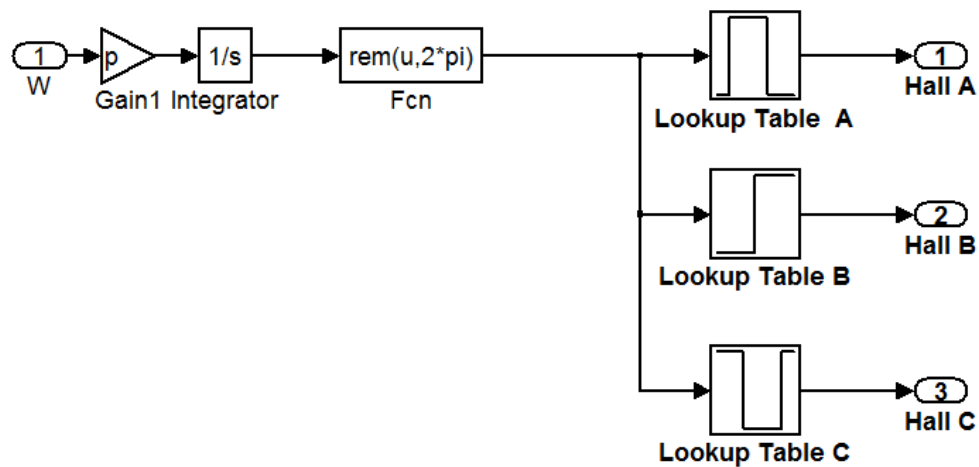 1
W
p
Gain1
1/s
Integrator
rem(u,2*pi)
Fcn
Lookup Table A
1
Hall A
Lookup Table B
2
Hall B
Lookup Table C
3
Hall C